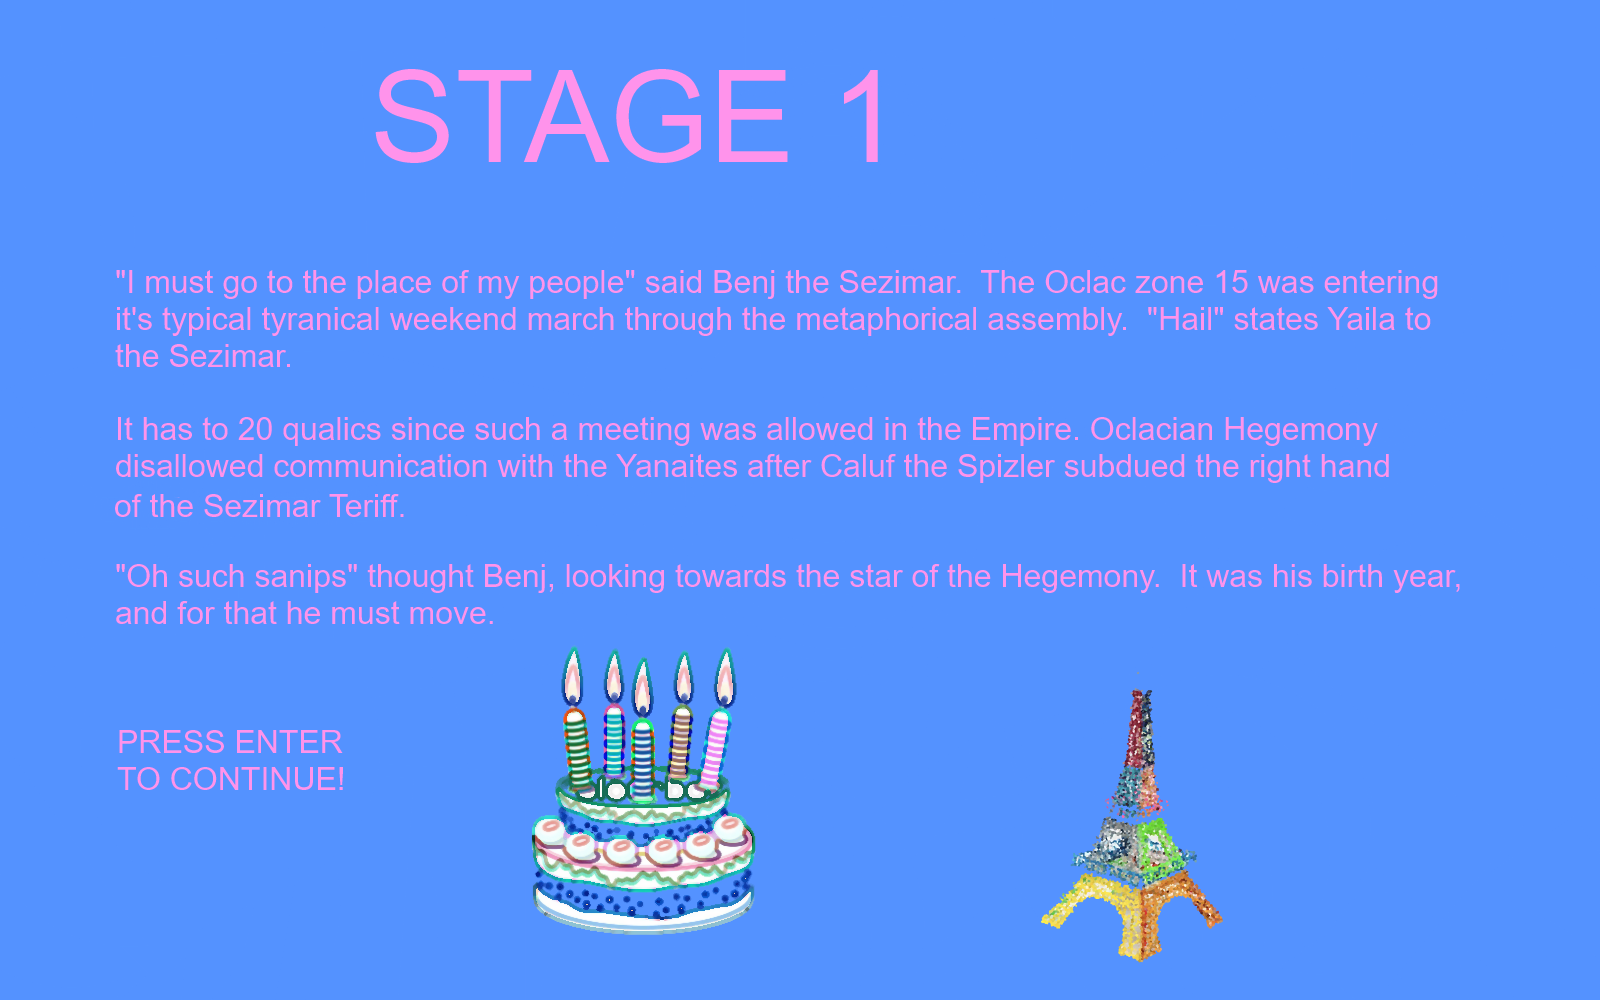 STAGE 1
"I must go to the place of my people" said Benj the Sezimar.  The Oclac zone 15 was entering
it's typical tyranical weekend march through the metaphorical assembly.  "Hail" states Yaila to
the Sezimar.
It has to 20 qualics since such a meeting was allowed in the Empire. Oclacian Hegemony
disallowed communication with the Yanaites after Caluf the Spizler subdued the right hand
of the Sezimar Teriff.
"Oh such sanips" thought Benj, looking towards the star of the Hegemony.  It was his birth year,
and for that he must move.
PRESS ENTER
TO CONTINUE!